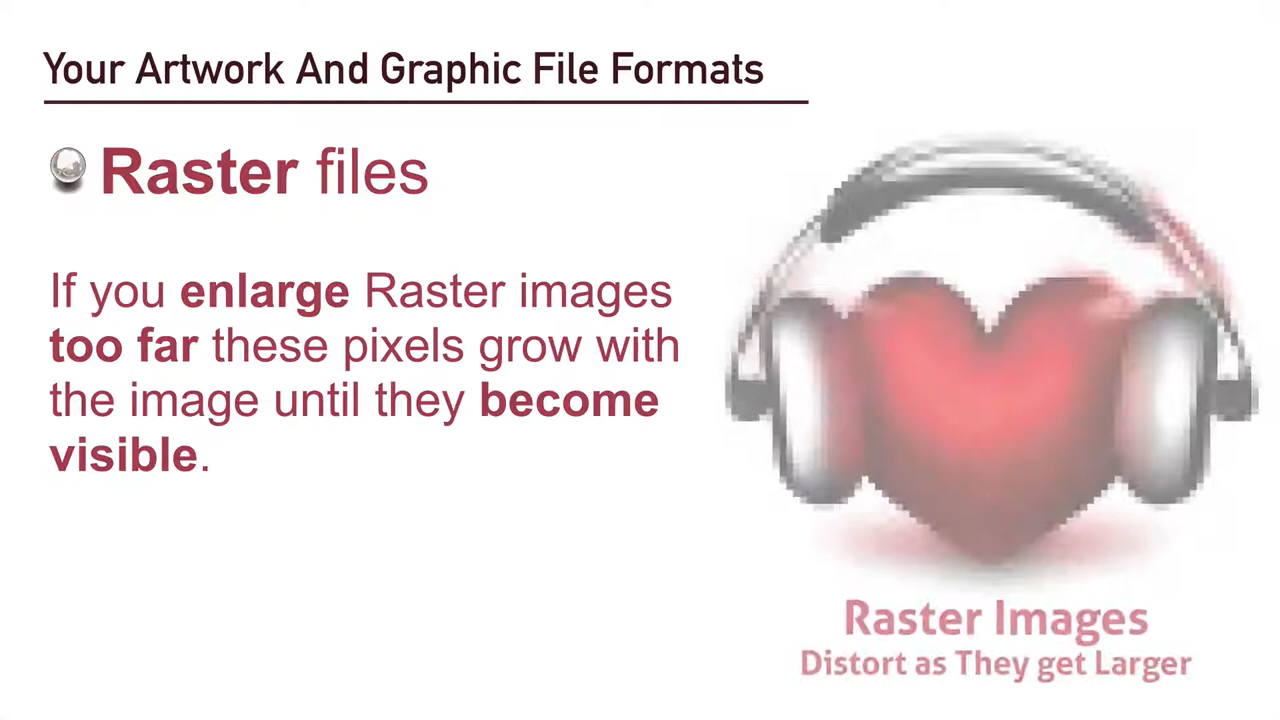 Your Artwork And Graphic File Formats
Raster files
If you enlarge Raster images
too far these pixels grow with
the image until they become
visible.
Raster Images
Distort as They get Larger